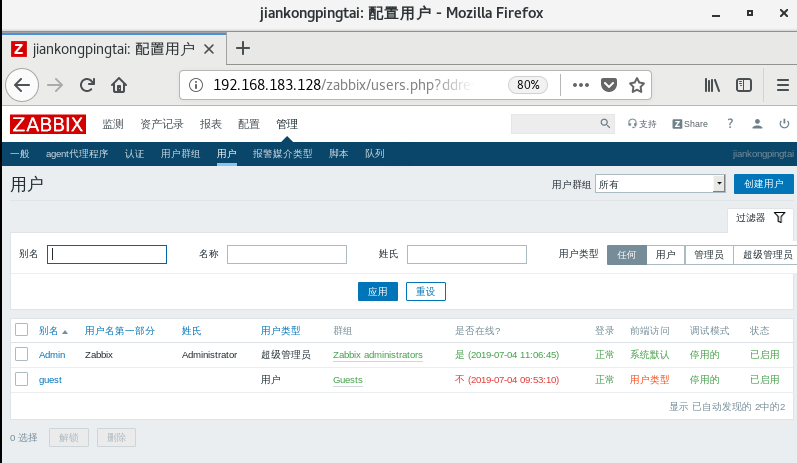 jiankongpingtai: 配置用户 - Mozilla Firefox
Z jiankongpingtai: 配置用户
192.168.183.128/zabbix/users.php?ddre 80%
ZABBIX 监测 资产记录 报表 配置 管理 支持 Z Share ?
一般 agent代理程序 认证 用户群组 用户 报警媒介类型 脚本 队列 jiankongpingtai
用户 用户群组 所有 创建用户
过滤器
别名 名称 姓氏 用户类型 任何 用户 管理员 超级管理员
应用 重设
别名 用户名第一部分 姓氏 用户类型 群组 是否在线? 登录 前端访问 调试模式 状态
Admin Zabbix Administrator 超级管理员 Zabbix administrators 是 (2019-07-04 11:06:45) 正常 系统默认 停用的 已启用
guest 用户 Guests 不 (2019-07-04 09:53:10) 正常 用户类型 停用的 已启用
显示 已自动发现的 2中的2
0 选择 解锁 删除